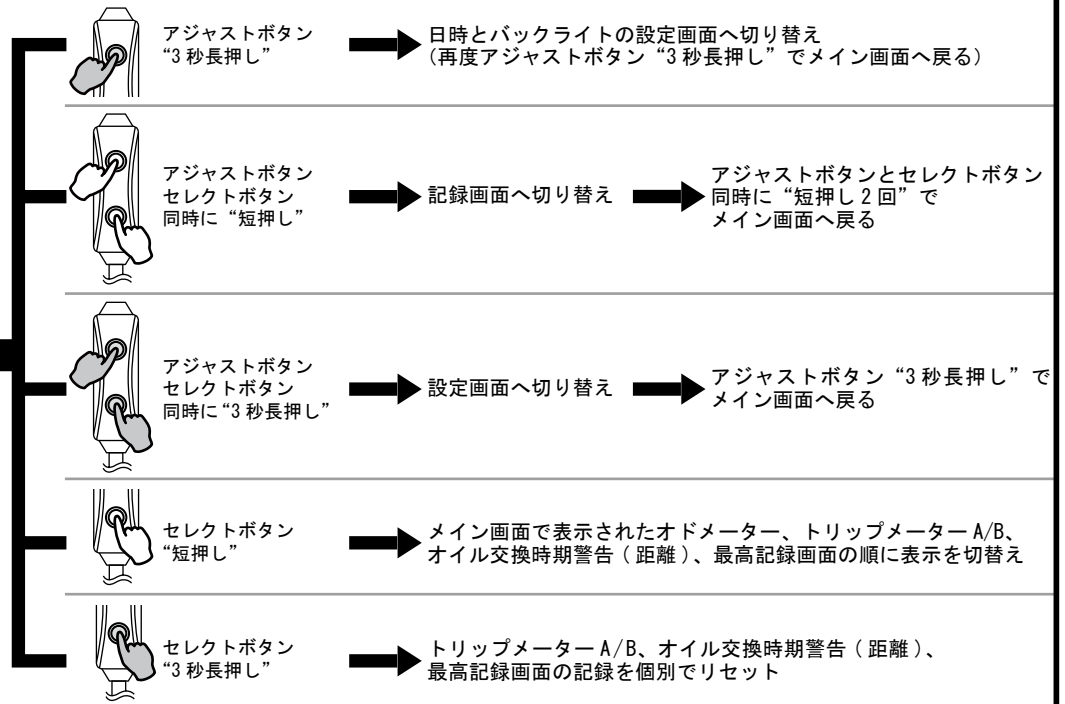 アジャストボタン
“3秒長押し”
日時とバックライトの設定画面へ切り替え
(再度アジャストボタン“3秒長押し”でメイン画面へ戻る)
アジャストボタン
セレクトボタン
同時に“短押し”
記録画面へ切り替え
アジャストボタンとセレクトボタン
同時に“短押し2回”で
メイン画面へ戻る
アジャストボタン
セレクトボタン
同時に“3秒長押し”
設定画面へ切り替え
アジャストボタン“3秒長押し”で
メイン画面へ戻る
セレクトボタン
“短押し”
メイン画面で表示されたオドメーター、トリップメーターA/B、
オイル交換時期警告(距離)、最高記録画面の順に表示を切替え
セレクトボタン
“3秒長押し”
トリップメーターA/B、オイル交換時期警告(距離)、
最高記録画面の記録を個別でリセット